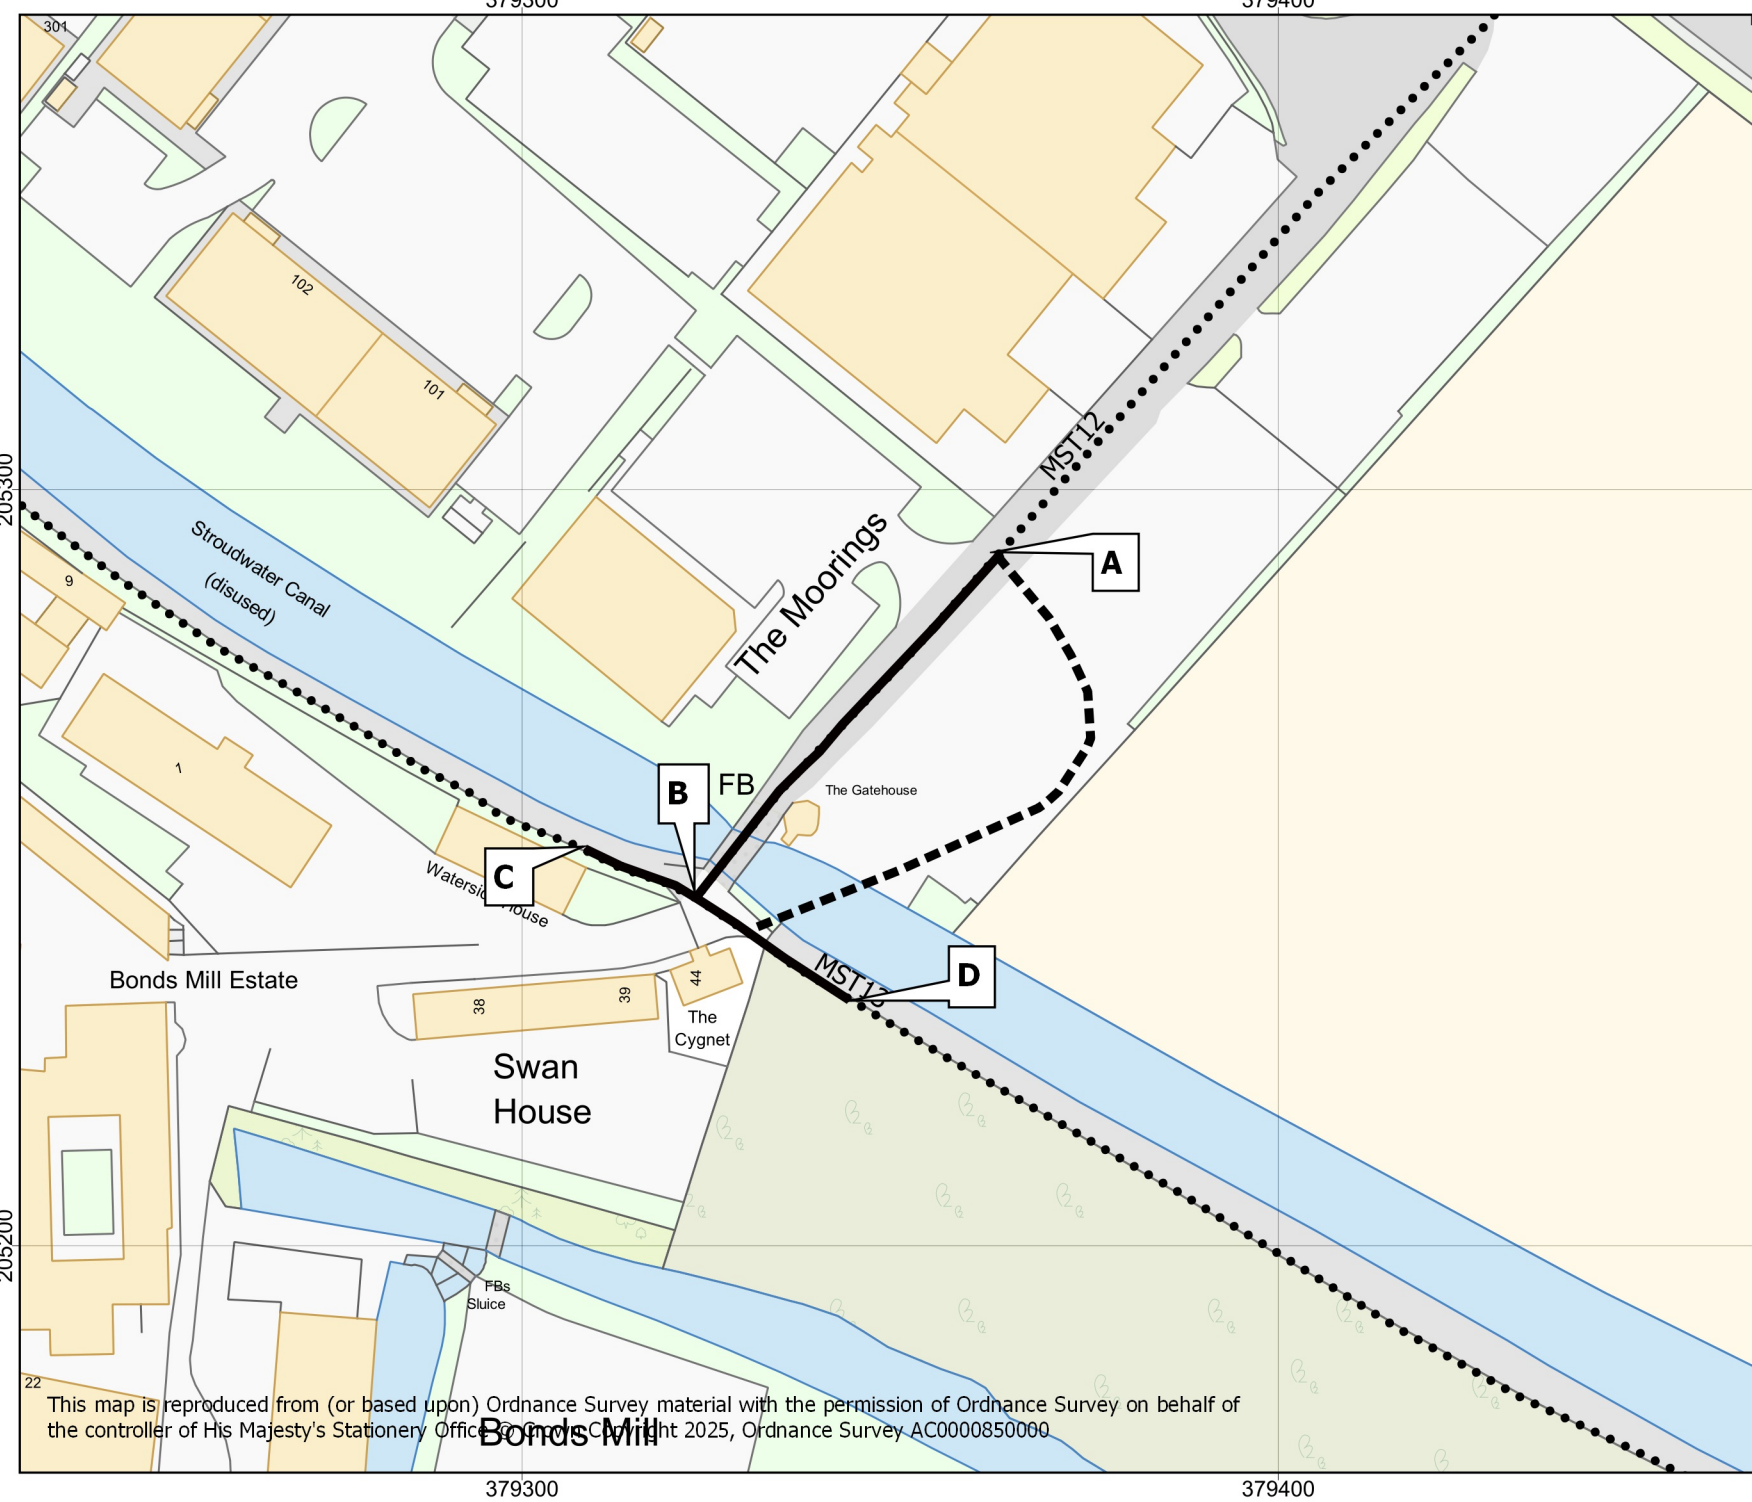 379300
379400
301
102
101
MST12
205300
A
Stroudwater Canal
(disused)
The Moorings
9
1
B
FB
The Gatehouse
C
Waterside House
D
MST13
Bonds Mill Estate
44
38
39
The
Cygnet
Swan
House
205200
FBs
Sluice
22
This map is reproduced from (or based upon) Ordnance Survey material with the permission of Ordnance Survey on behalf of
the controller of His Majesty's Stationery Office © Crown Copyright 2025, Ordnance Survey AC0000850000
Bonds Mill
379300
379400